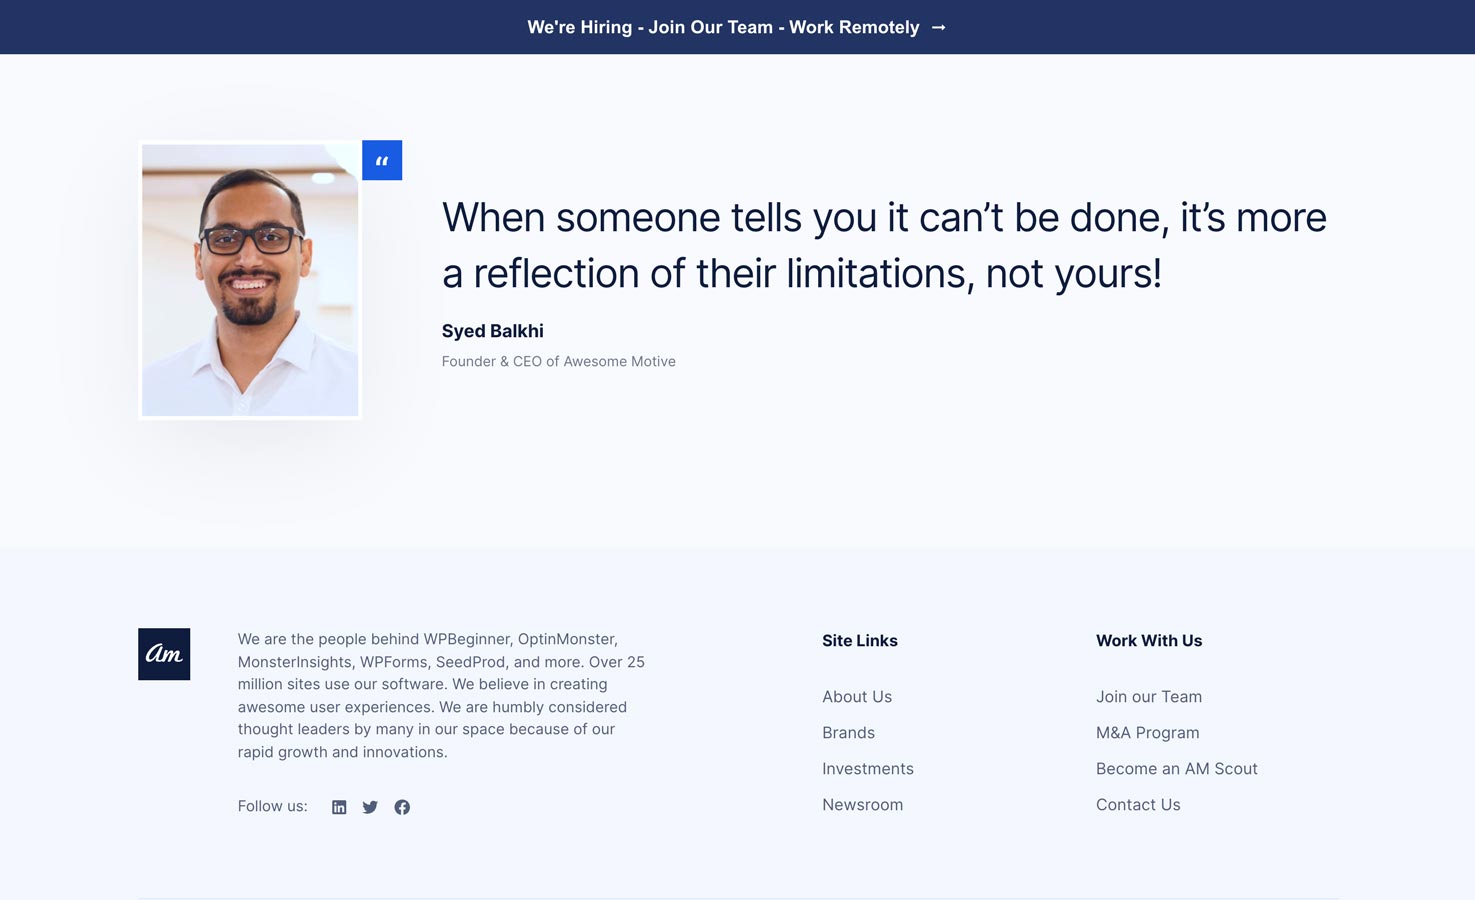 We're Hiring - Join Our Team - Work Remotely →
“
When someone tells you it can’t be done, it’s more
a reflection of their limitations, not yours!
Syed Balkhi
Founder & CEO of Awesome Motive
am
We are the people behind WPBeginner, OptinMonster,
MonsterInsights, WPForms, SeedProd, and more. Over 25
million sites use our software. We believe in creating
awesome user experiences. We are humbly considered
thought leaders by many in our space because of our
rapid growth and innovations.
Follow us:
Site Links
About Us
Brands
Investments
Newsroom
Work With Us
Join our Team
M&A Program
Become an AM Scout
Contact Us